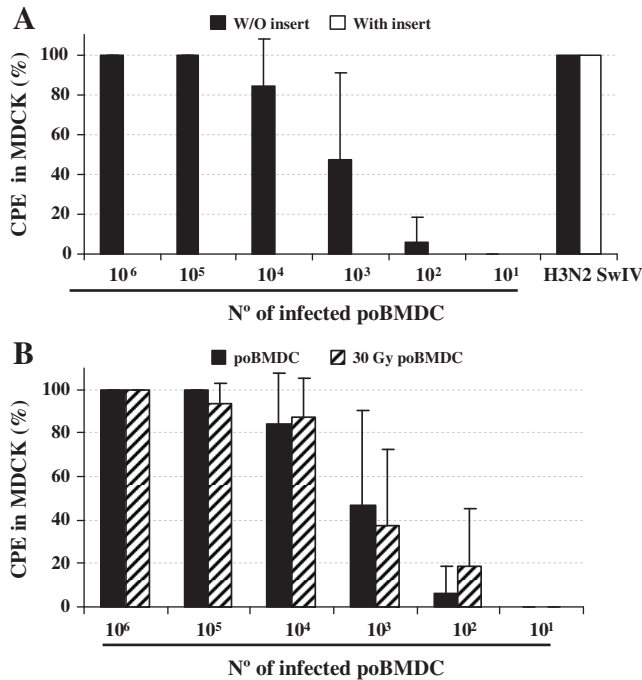 A
W/O insert With insert
CPE in MDCK (%)
100
80
60
40
20
0
10⁶ 10⁵ 10⁴ 10³ 10² 10¹ H3N2 SwIV
Nº of infected poBMDC
B
poBMDC 30 Gy poBMDC
CPE in MDCK (%)
100
80
60
40
20
0
10⁶ 10⁵ 10⁴ 10³ 10² 10¹
Nº of infected poBMDC